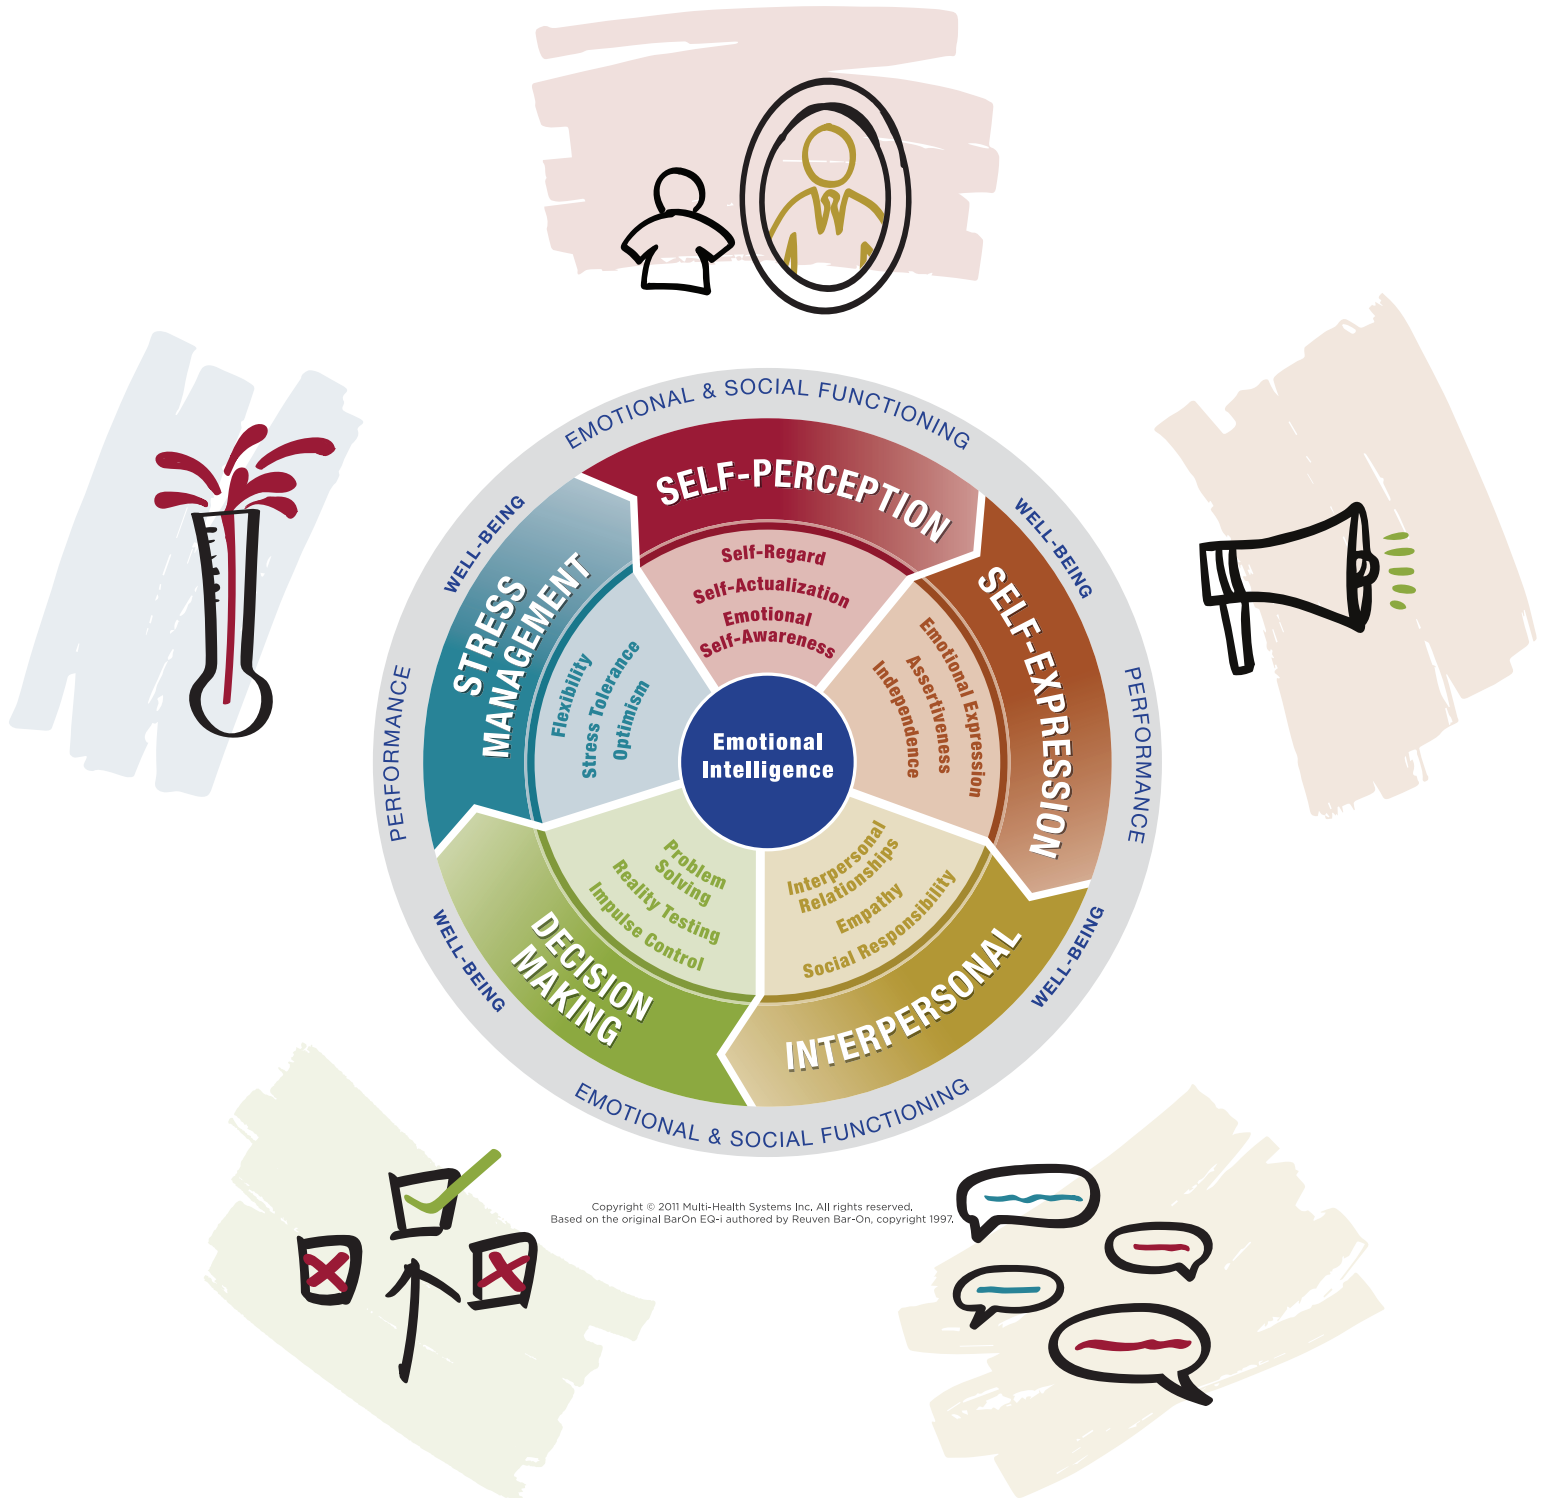 EMOTIONAL & SOCIAL FUNCTIONING
WELL-BEING
WELL-BEING
PERFORMANCE
PERFORMANCE
WELL-BEING
WELL-BEING
EMOTIONAL & SOCIAL FUNCTIONING
SELF-PERCEPTION
Self-Regard
Self-Actualization
Emotional
Self-Awareness
SELF-EXPRESSION
Emotional Expression
Assertiveness
Independence
INTERPERSONAL
Interpersonal
Relationships
Empathy
Social Responsibility
DECISION
MAKING
Problem
Solving
Reality Testing
Impulse Control
STRESS
MANAGEMENT
Flexibility
Stress Tolerance
Optimism
Emotional
Intelligence
Copyright © 2011 Multi-Health Systems Inc. All rights reserved.
Based on the original BarOn EQ-i authored by Reuven Bar-On, copyright 1997.